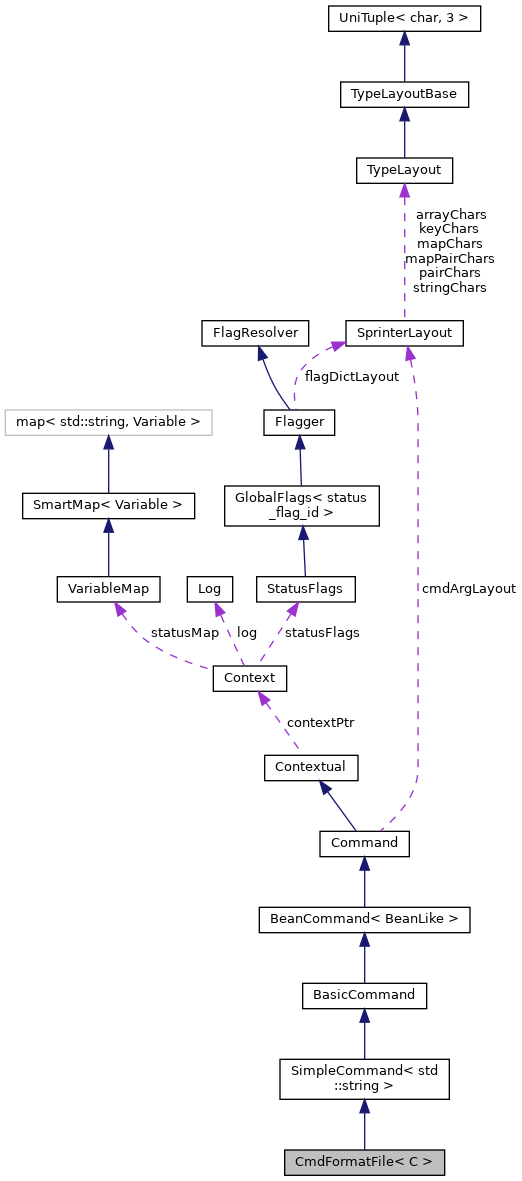 UniTuple< char, 3 >
TypeLayoutBase
TypeLayout
arrayChars
keyChars
mapChars
mapPairChars
pairChars
stringChars
FlagResolver
SprinterLayout
flagDictLayout
map< std::string, Variable >
Flagger
SmartMap< Variable >
GlobalFlags< status
_flag_id >
VariableMap
Log
StatusFlags
cmdArgLayout
statusMap
log
statusFlags
Context
contextPtr
Contextual
Command
BeanCommand< BeanLike >
BasicCommand
SimpleCommand< std
::string >
CmdFormatFile< C >